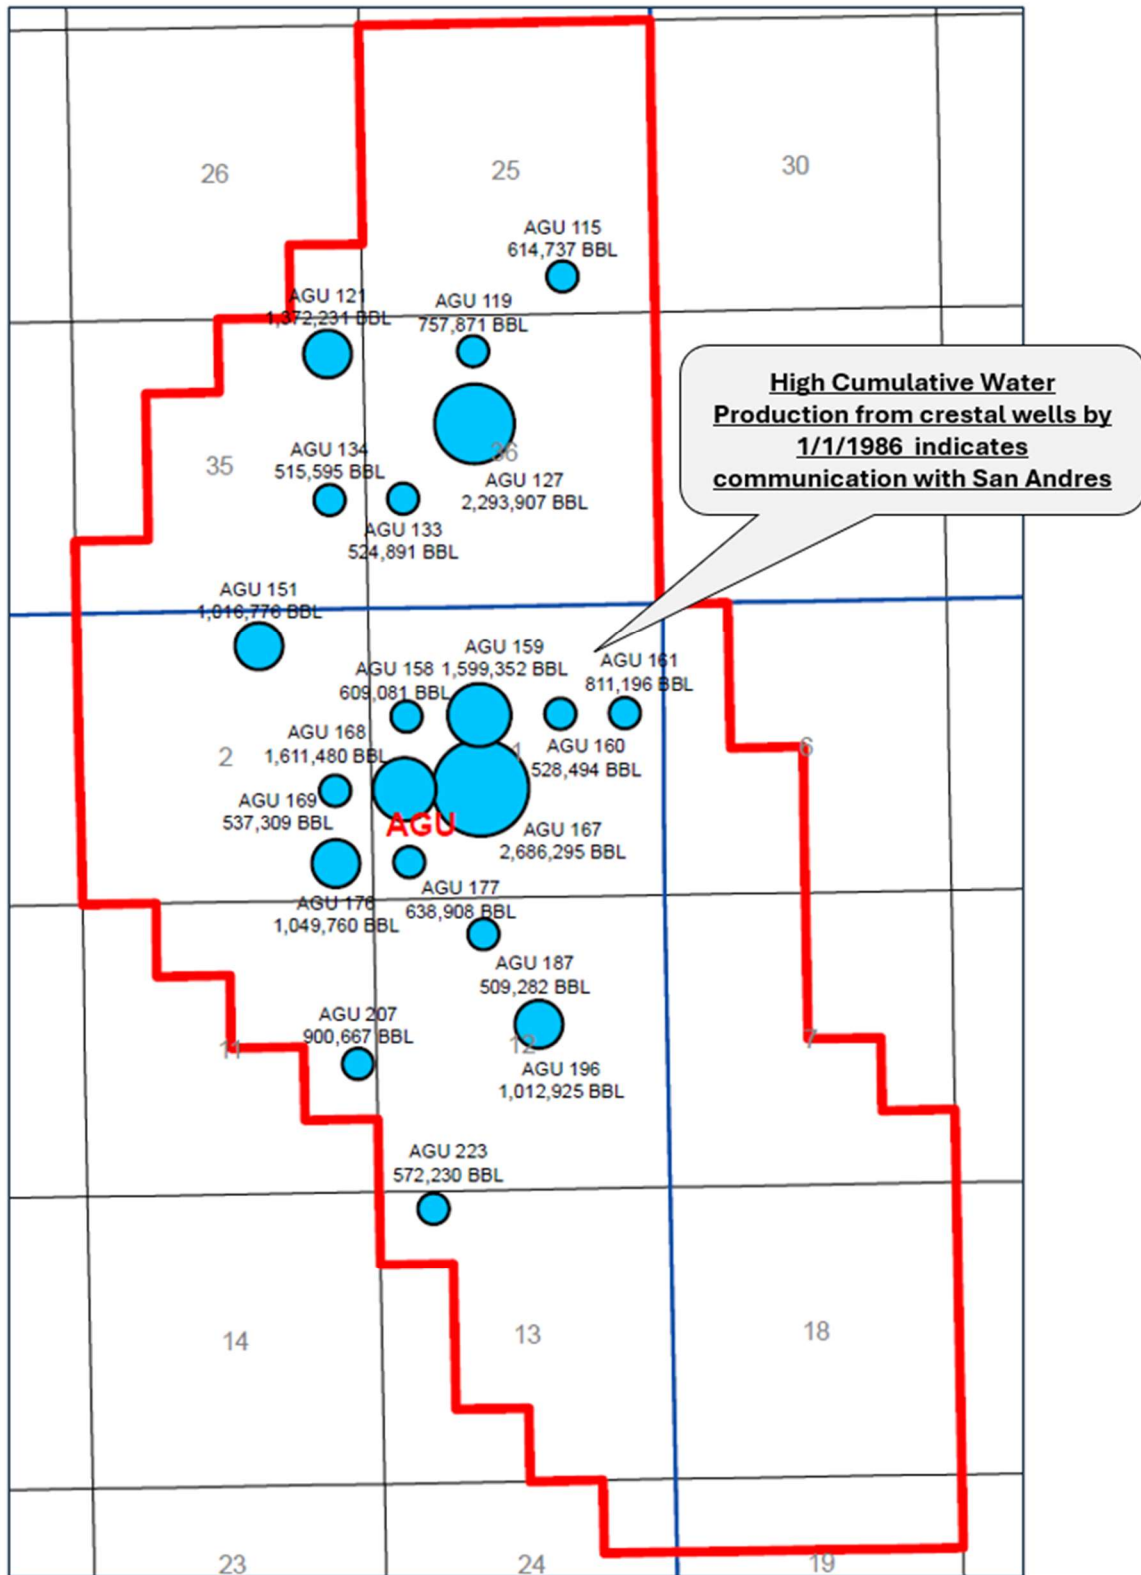 26
25
30
AGU 115
614,737 BBL
AGU 121
1,372,231 BBL
AGU 119
757,871 BBL
High Cumulative Water
Production from crestal wells by
1/1/1986 indicates
communication with San Andres
35
AGU 134
515,595 BBL
36
AGU 127
2,293,907 BBL
AGU 133
524,891 BBL
AGU 151
1,016,776 BBL
AGU 159
1,599,352 BBL
AGU 158
609,081 BBL
AGU 161
811,196 BBL
AGU 168
1,611,480 BBL
2
1
AGU 160
528,494 BBL
6
AGU 169
537,309 BBL
AGU
AGU 167
2,686,295 BBL
AGU 176
1,049,760 BBL
AGU 177
638,908 BBL
AGU 187
509,282 BBL
AGU 207
900,667 BBL
11
12
7
AGU 196
1,012,925 BBL
AGU 223
572,230 BBL
14
13
18
23
24
19